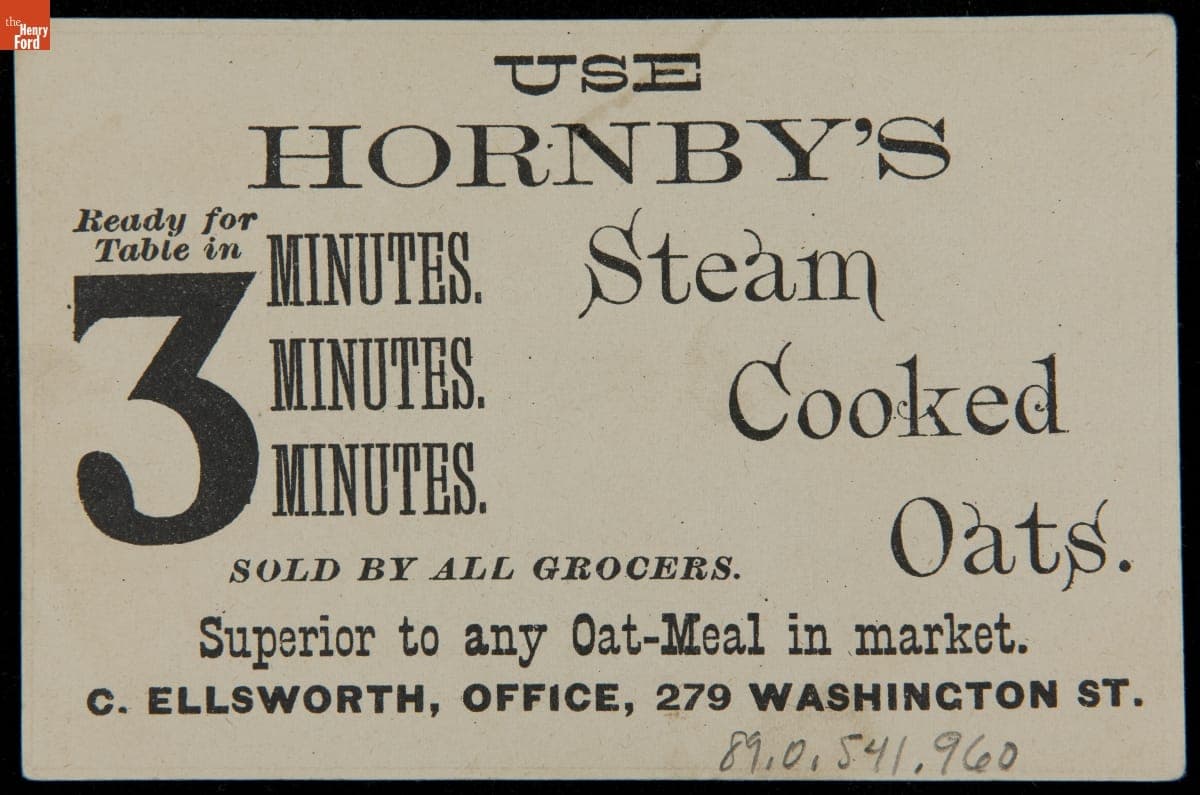 the
Henry
Ford
USE
HORNBY'S
Ready for
Table in
3
MINUTES.
MINUTES.
MINUTES.
Steam
Cooked
Oats.
SOLD BY ALL GROCERS.
Superior to any Oat-Meal in market.
C. ELLSWORTH, OFFICE, 279 WASHINGTON ST.
89.0.541.960